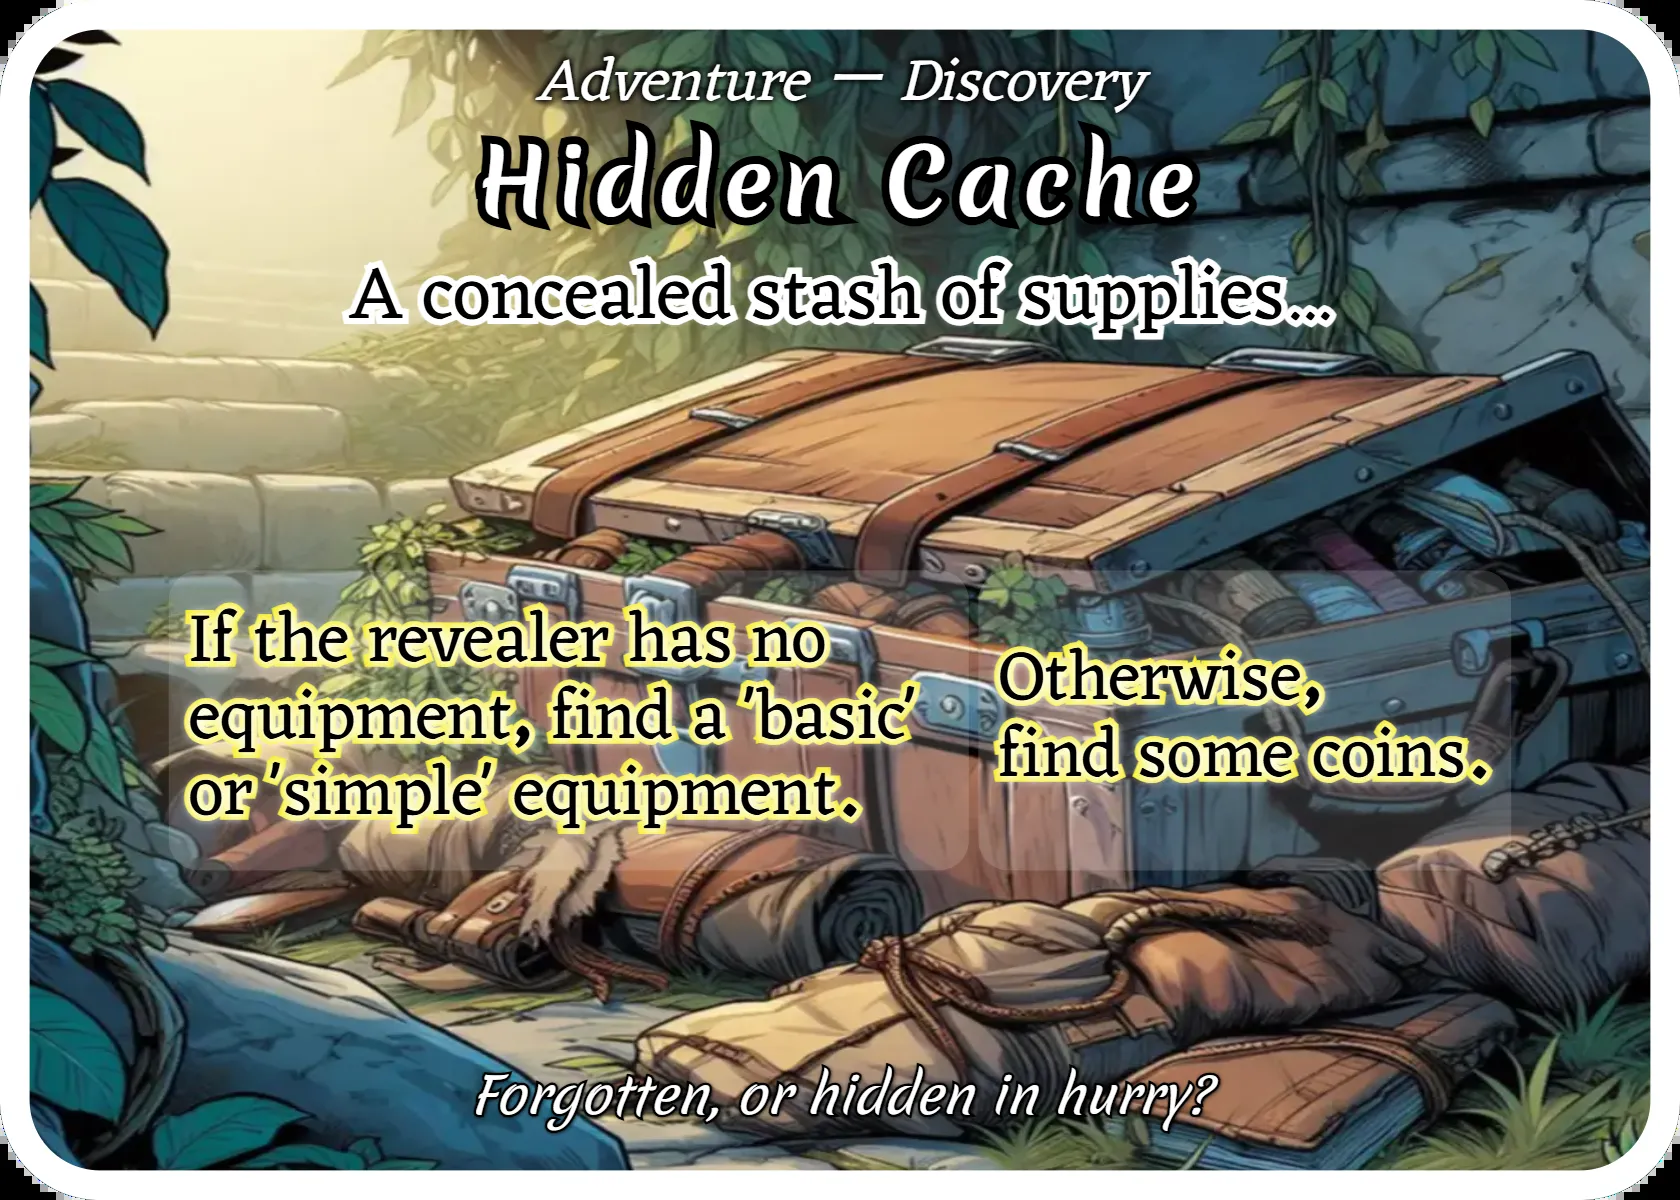 Adventure — Discovery
Hidden Cache
A concealed stash of supplies...
If the revealer has no
equipment, find a 'basic'
or 'simple' equipment.
Otherwise,
find some coins.
Forgotten, or hidden in hurry?